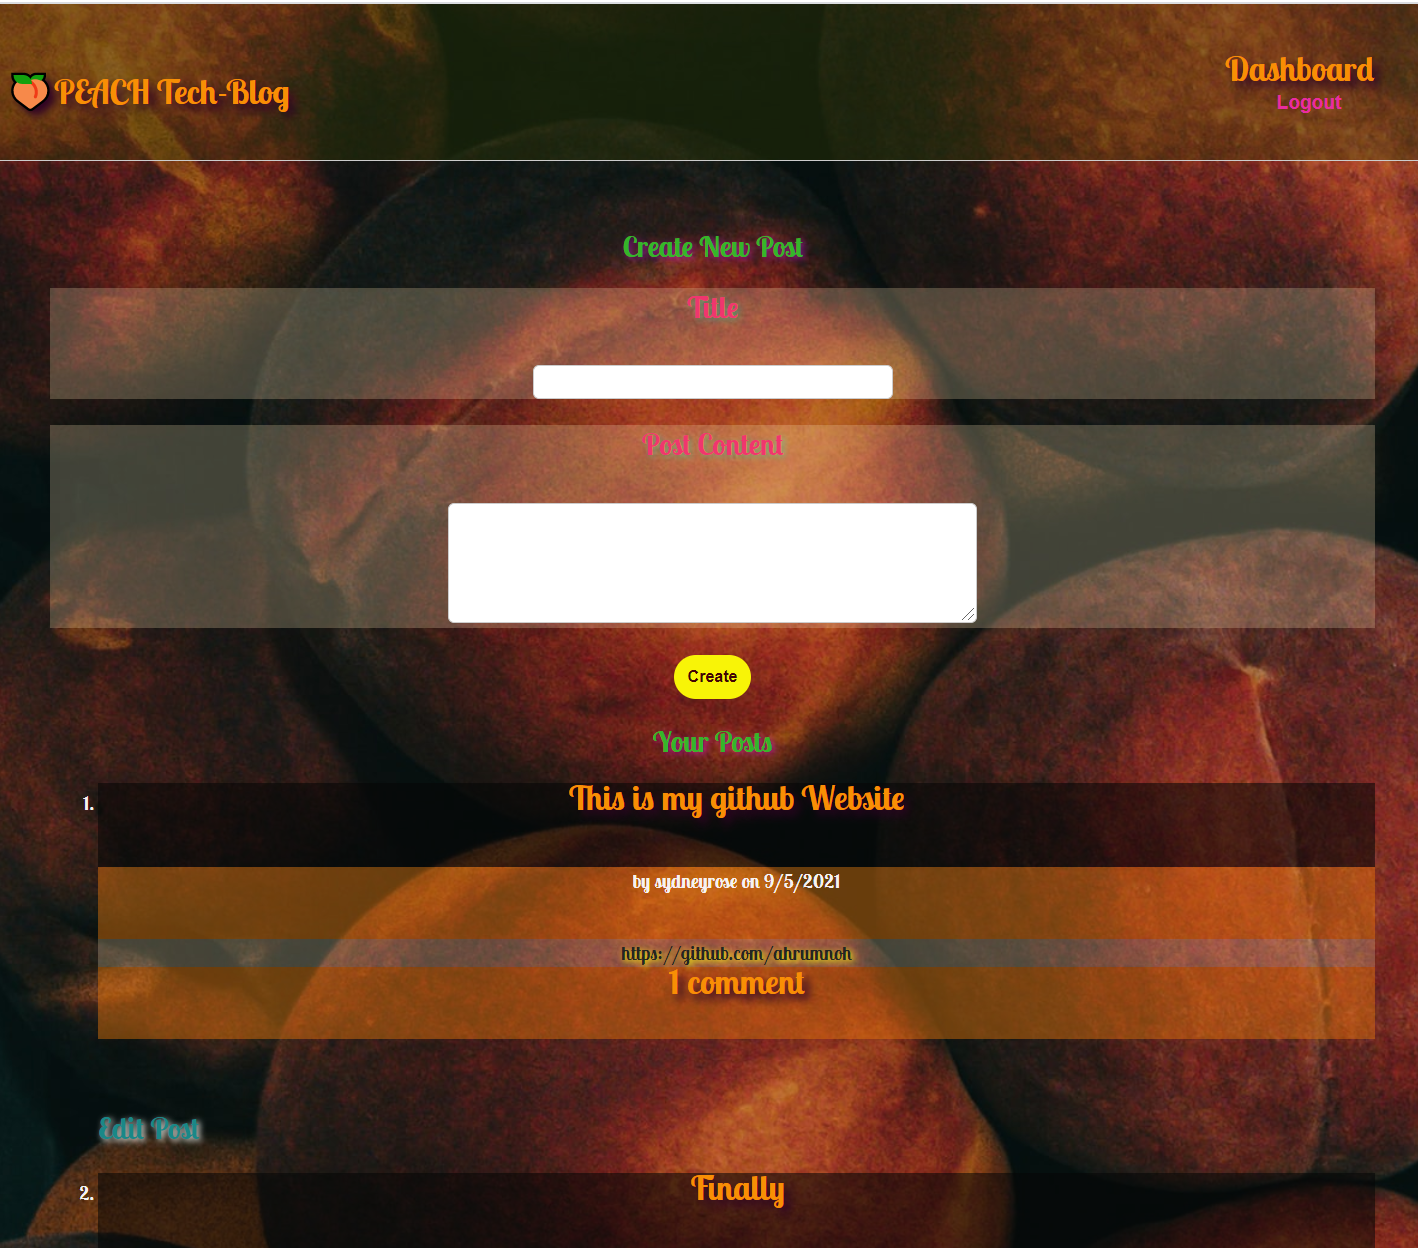 PEACH Tech-Blog
Dashboard
Logout
Create New Post
Title
Post Content
Create
Your Posts
1. This is my github Website
by sydneyrose on 9/5/2021
https://github.com/ahrumnoh
1 comment
Edit Post
2. Finally